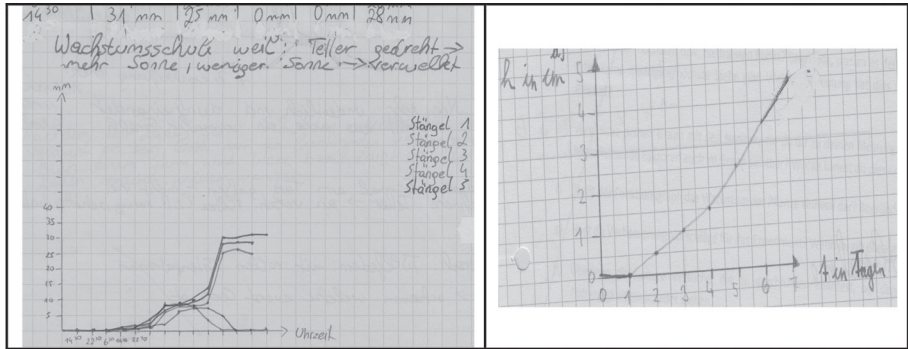 14³⁰ | 31 mm | 25 mm | 0 mm | 0 mm | 28 mm
Wachstumsschub weil: Teller gedreht →
mehr Sonne, weniger Sonne → verwelkt
mm
Stängel 1
Stängel 2
Stängel 3
Stängel 4
Stängel 5
40
35
30
25
20
15
10
5
14³⁰ 22³⁰
Uhrzeit
h in cm
5
4
3
2
1
0
0 1 2 3 4 5 6 7
t in Tagen